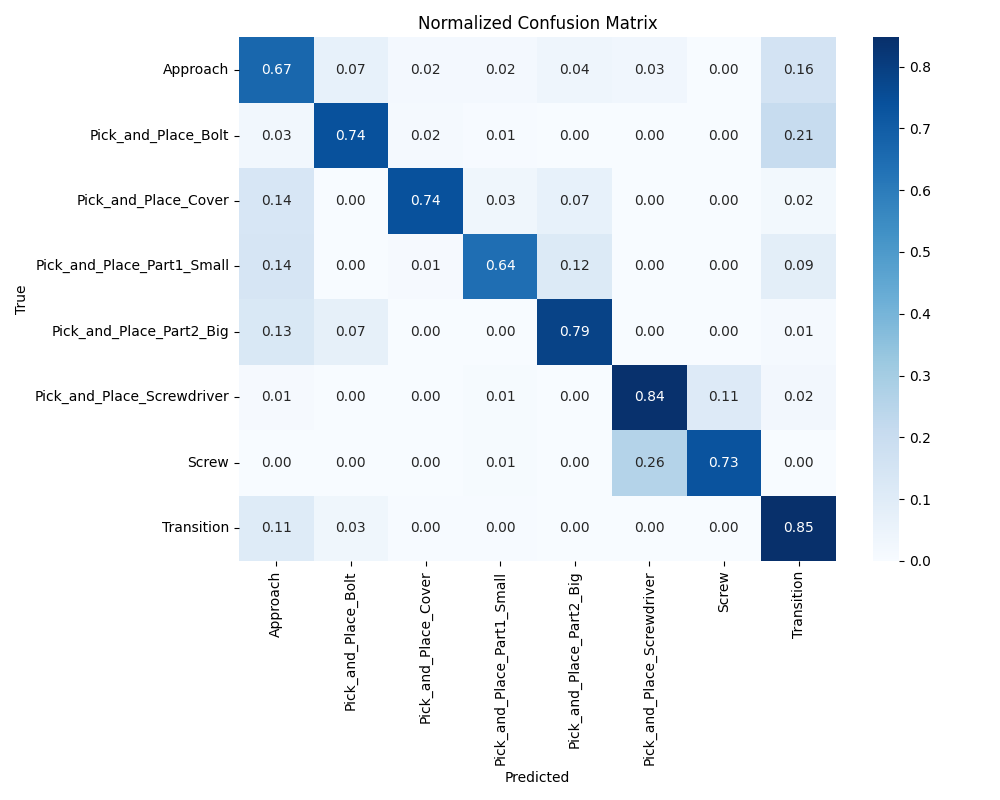 Normalized Confusion Matrix
True
Approach 0.67 0.07 0.02 0.02 0.04 0.03 0.00 0.16
Pick_and_Place_Bolt 0.03 0.74 0.02 0.01 0.00 0.00 0.00 0.21
Pick_and_Place_Cover 0.14 0.00 0.74 0.03 0.07 0.00 0.00 0.02
Pick_and_Place_Part1_Small 0.14 0.00 0.01 0.64 0.12 0.00 0.00 0.09
Pick_and_Place_Part2_Big 0.13 0.07 0.00 0.00 0.79 0.00 0.00 0.01
Pick_and_Place_Screwdriver 0.01 0.00 0.00 0.01 0.00 0.84 0.11 0.02
Screw 0.00 0.00 0.00 0.01 0.00 0.26 0.73 0.00
Transition 0.11 0.03 0.00 0.00 0.00 0.00 0.00 0.85
Approach
Pick_and_Place_Bolt
Pick_and_Place_Cover
Pick_and_Place_Part1_Small
Pick_and_Place_Part2_Big
Pick_and_Place_Screwdriver
Screw
Transition
Predicted
0.8
0.7
0.6
0.5
0.4
0.3
0.2
0.1
0.0